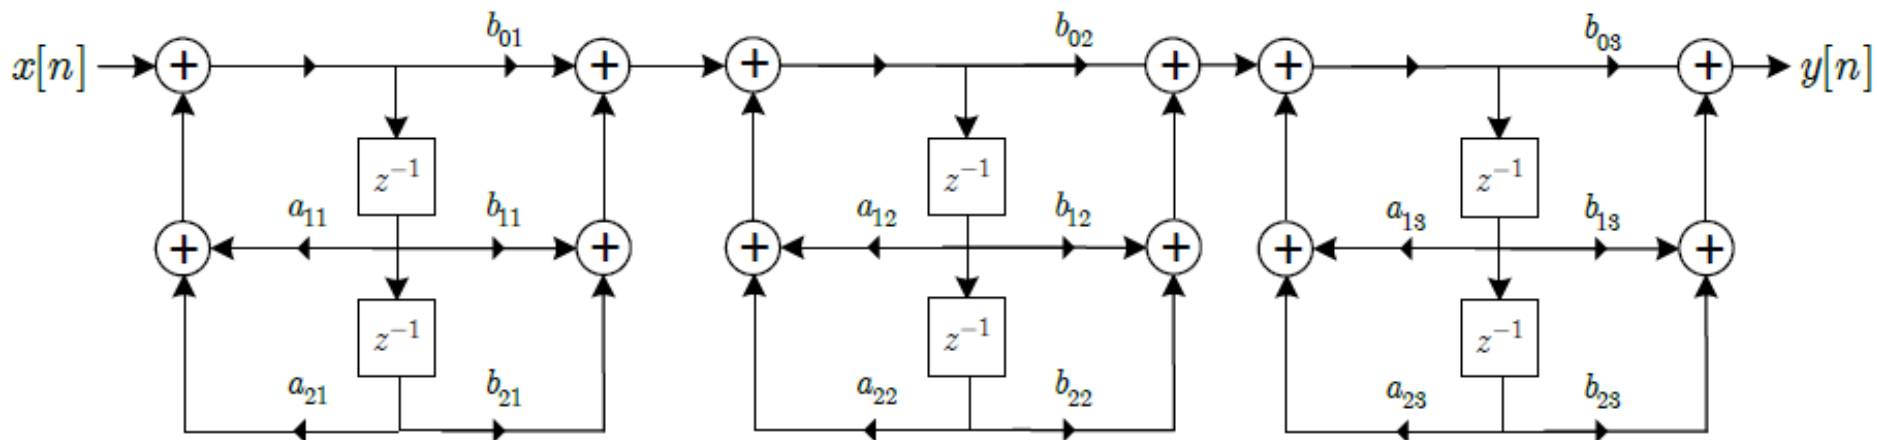 b₀₁ b₀₂ b₀₃
x[n] + + + + + + y[n]
z⁻¹ z⁻¹ z⁻¹
a₁₁ b₁₁ a₁₂ b₁₂ a₁₃ b₁₃
+ + + + + +
z⁻¹ z⁻¹ z⁻¹
a₂₁ b₂₁ a₂₂ b₂₂ a₂₃ b₂₃